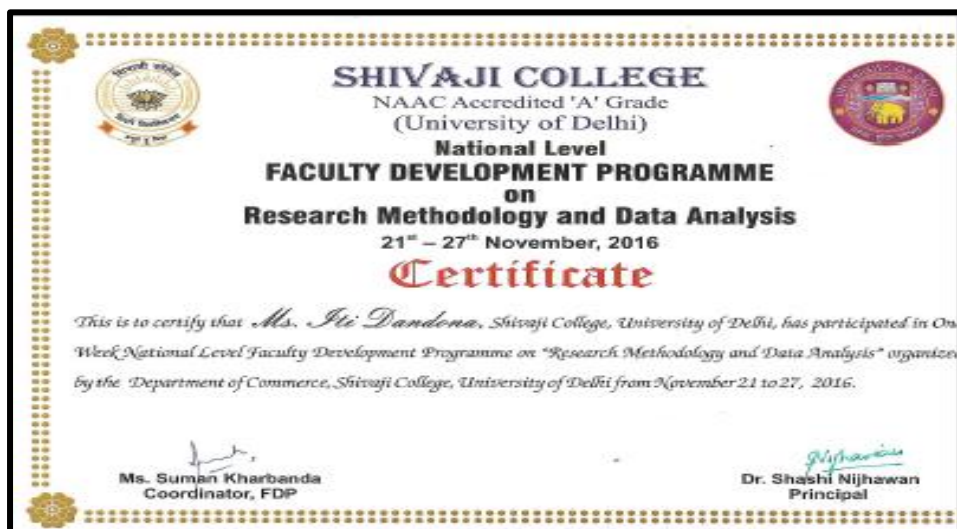 SHIVAJI COLLEGE
NAAC Accredited 'A' Grade
(University of Delhi)
National Level
FACULTY DEVELOPMENT PROGRAMME
on
Research Methodology and Data Analysis
21st – 27th November, 2016
Certificate
This is to certify that Ms. Iti Dandona, Shivaji College, University of Delhi, has participated in On
Week National Level Faculty Development Programme on "Research Methodology and Data Analysis" organize
by the Department of Commerce, Shivaji College, University of Delhi from November 21 to 27, 2016.
Ms. Suman Kharbanda
Coordinator, FDP
Dr. Shashi Nijhawan
Principal